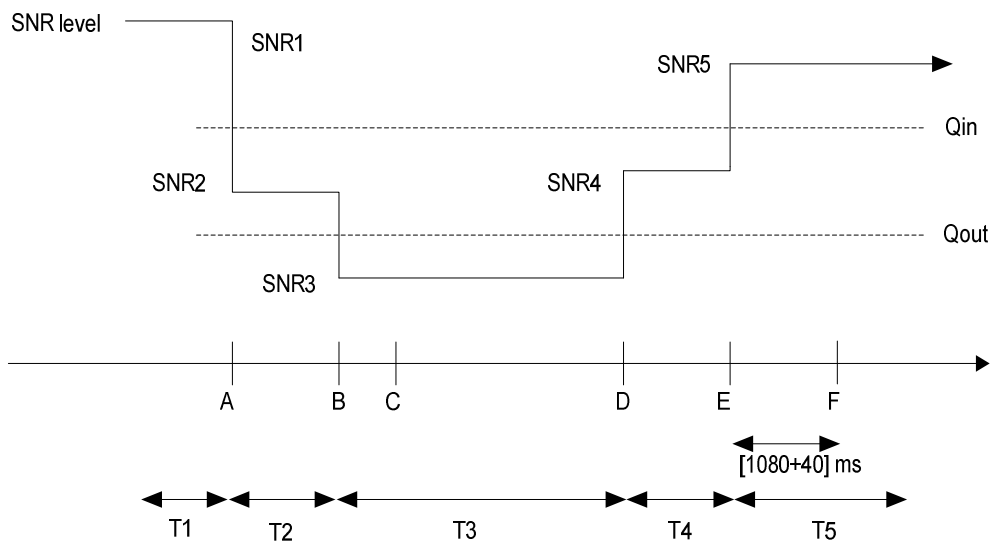 SNR level
SNR1
SNR5
Qin
SNR2
SNR4
Qout
SNR3
A B C D E F
[1080+40] ms
T1 T2 T3 T4 T5